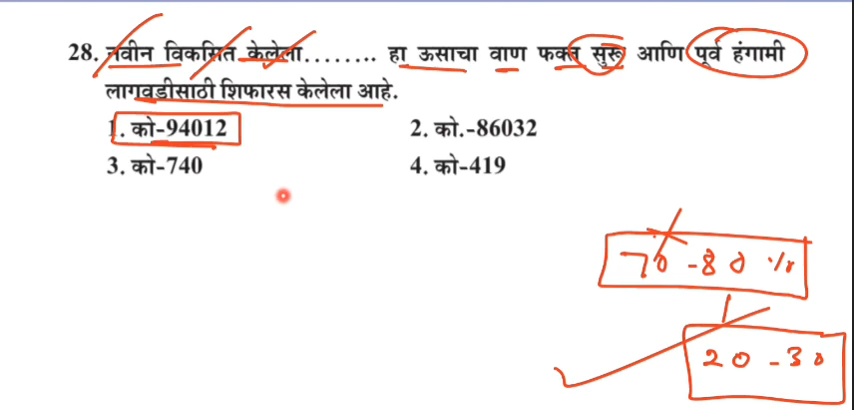 28. नवीन विकसित केलेला........ हा ऊसाचा वाण फक्त सुरू आणि पूर्व हंगामी
लागवडीसाठी शिफारस केलेला आहे.
1. को-94012 2. को.-86032
3. को-740 4. को-419
70-80 %
20-30